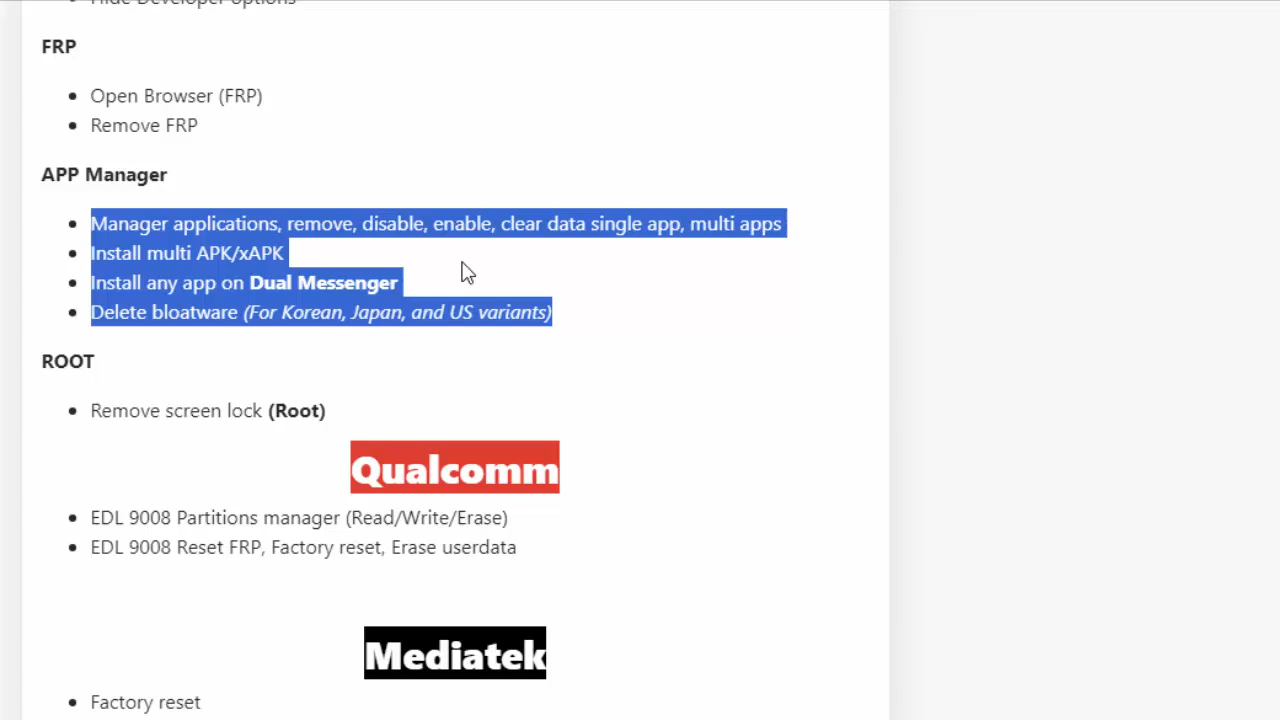 Hide Developer options
FRP
Open Browser (FRP)
Remove FRP
APP Manager
Manager applications, remove, disable, enable, clear data single app, multi apps
Install multi APK/xAPK
Install any app on Dual Messenger
Delete bloatware (For Korean, Japan, and US variants)
ROOT
Remove screen lock (Root)
Qualcomm
EDL 9008 Partitions manager (Read/Write/Erase)
EDL 9008 Reset FRP, Factory reset, Erase userdata
Mediatek
Factory reset